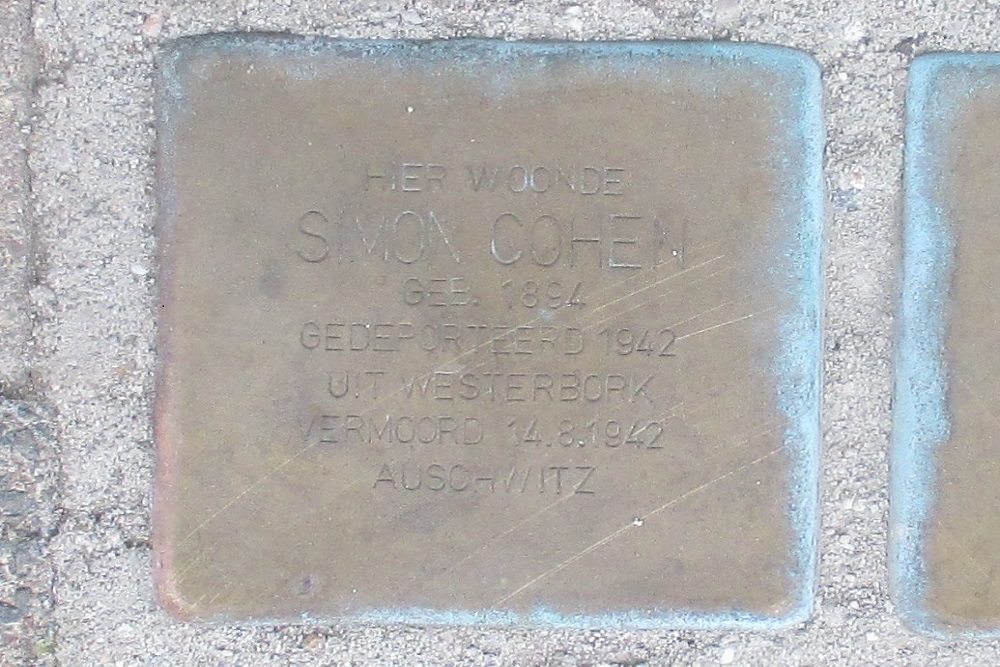 HIER WOONDE
SIMON COHEN
GEB. 1894
GEDEPORTEERD 1942
UIT WESTERBORK
VERMOORD 14.8.1942
AUSCHWITZ